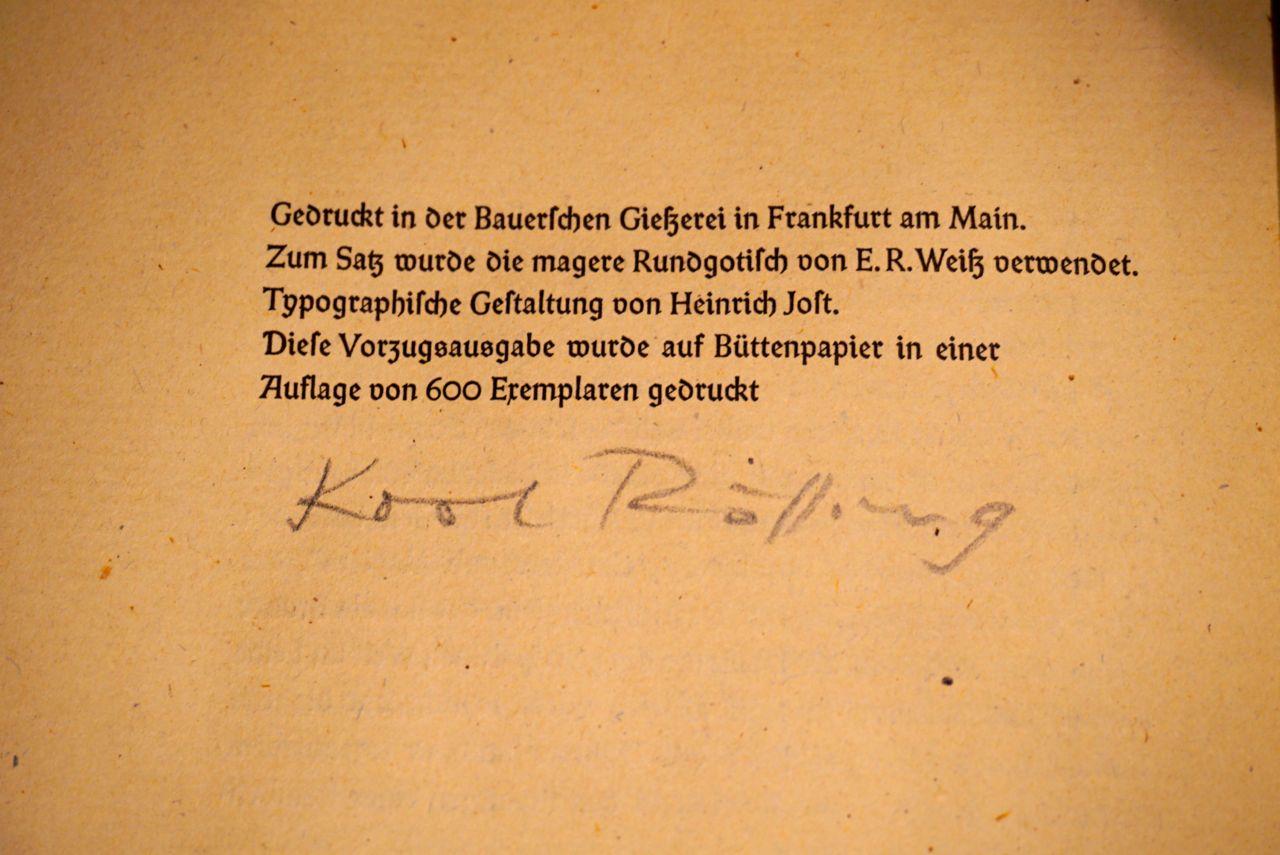 Gedruckt in der Bauerſchen Gießerei in Frankfurt am Main.
Zum Satz wurde die magere Rundgotiſch von E. R. Weiß verwendet.
Typographiſche Geſtaltung von Heinrich Joſt.
Dieſe Vorzugsausgabe wurde auf Büttenpapier in einer
Auflage von 600 Exemplaren gedruckt
Karl Rössing